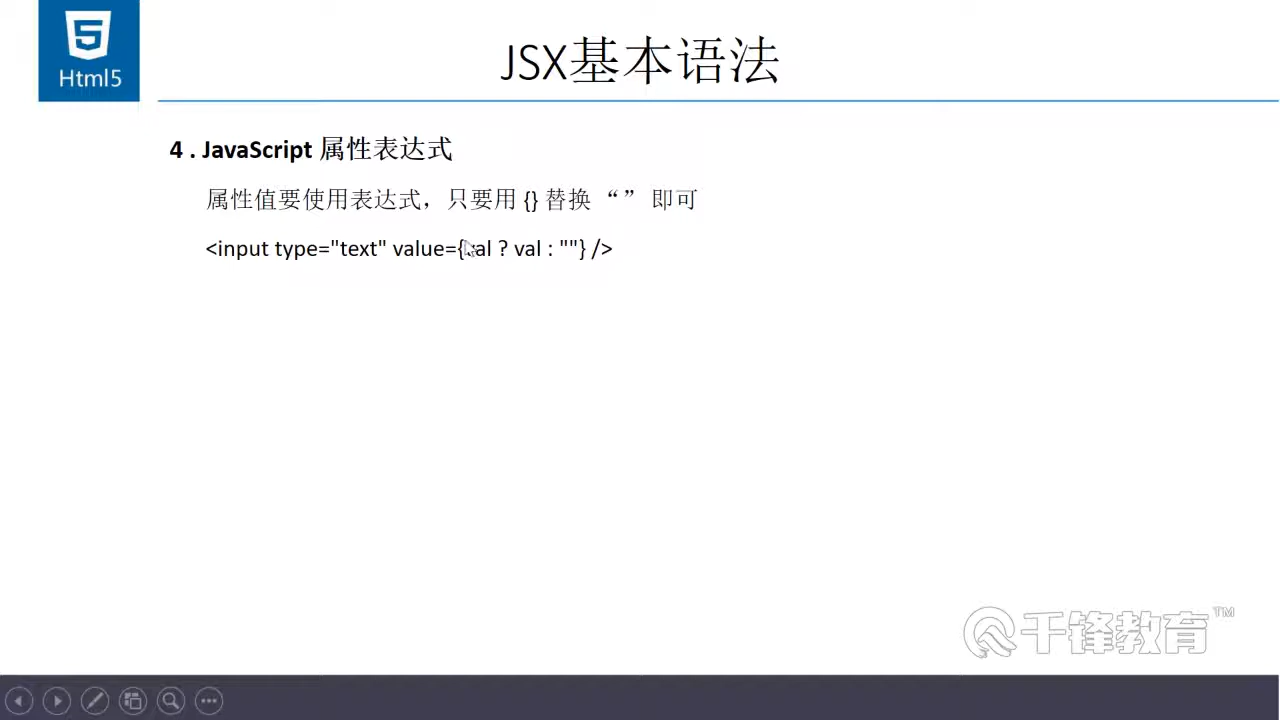 Html5
JSX基本语法
4 . JavaScript 属性表达式
属性值要使用表达式，只要用 {} 替换 “” 即可
<input type="text" value={val ? val : ""} />
千锋教育™